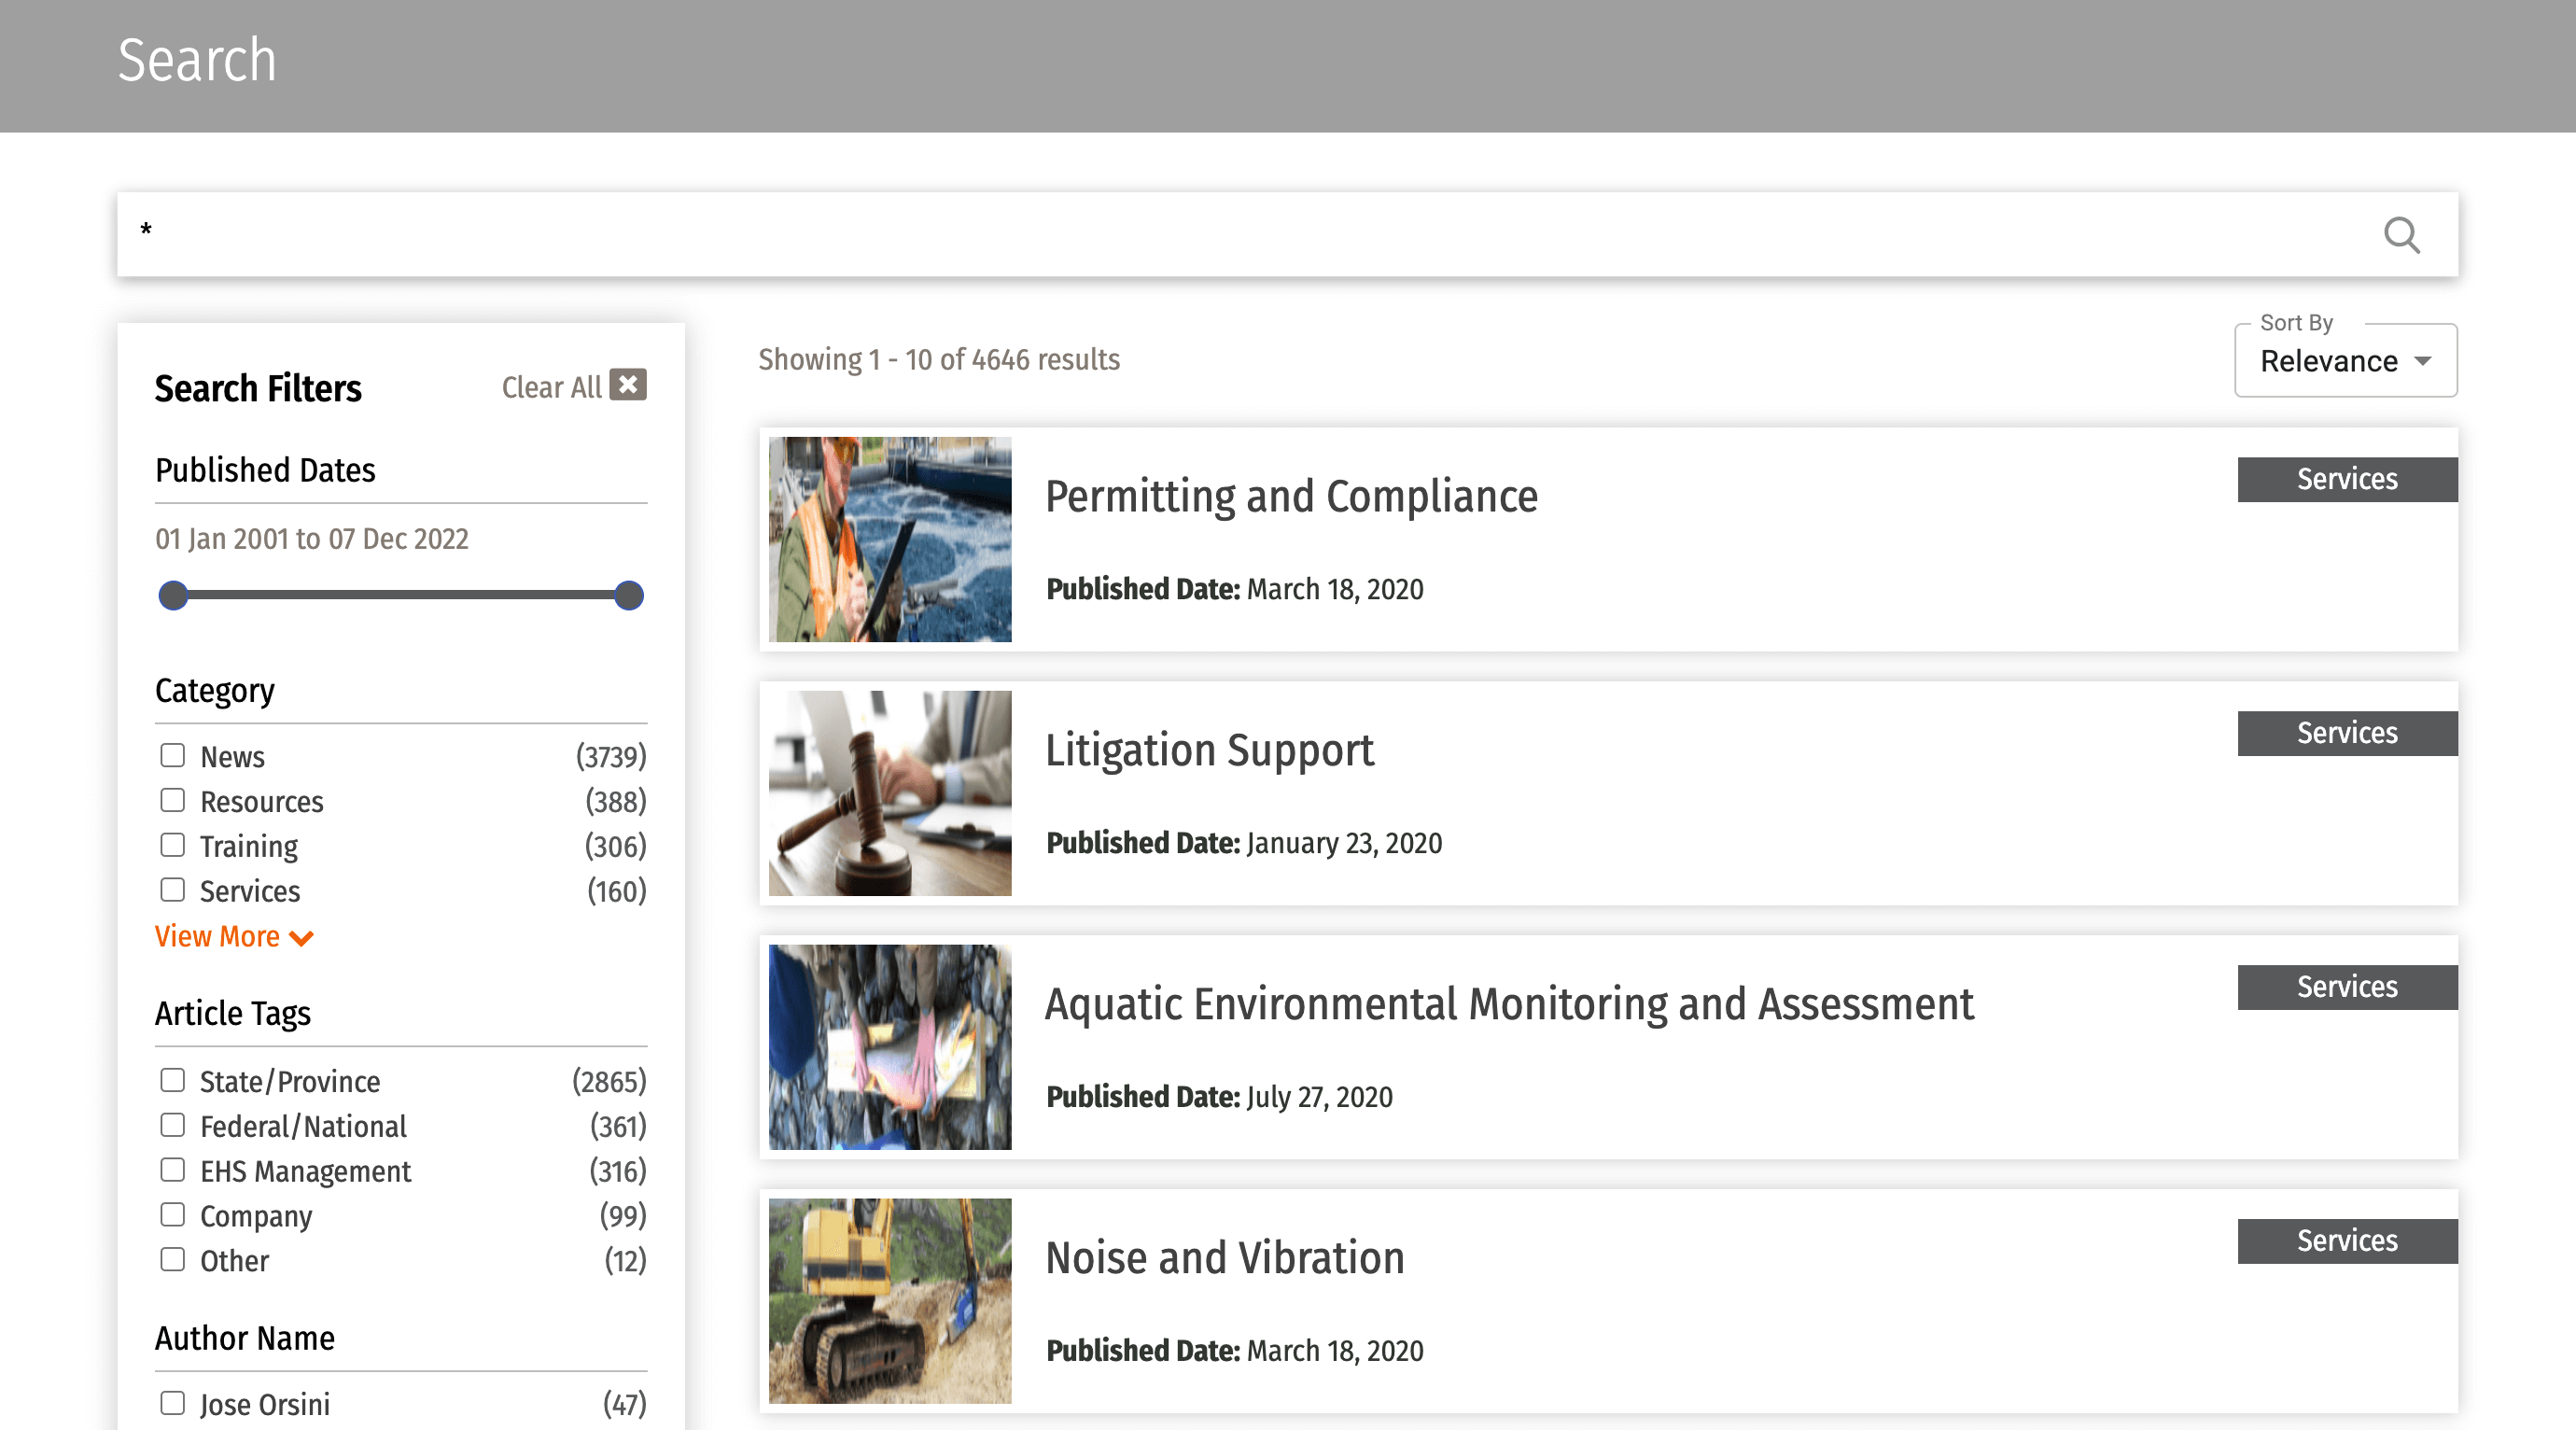 Search
*
Search Filters
Clear All
Published Dates
01 Jan 2001 to 07 Dec 2022
Category
News (3739)
Resources (388)
Training (306)
Services (160)
View More
Article Tags
State/Province (2865)
Federal/National (361)
EHS Management (316)
Company (99)
Other (12)
Author Name
Jose Orsini (47)
Showing 1 - 10 of 4646 results
Sort By
Relevance
Permitting and Compliance
Services
Published Date: March 18, 2020
Litigation Support
Services
Published Date: January 23, 2020
Aquatic Environmental Monitoring and Assessment
Services
Published Date: July 27, 2020
Noise and Vibration
Services
Published Date: March 18, 2020